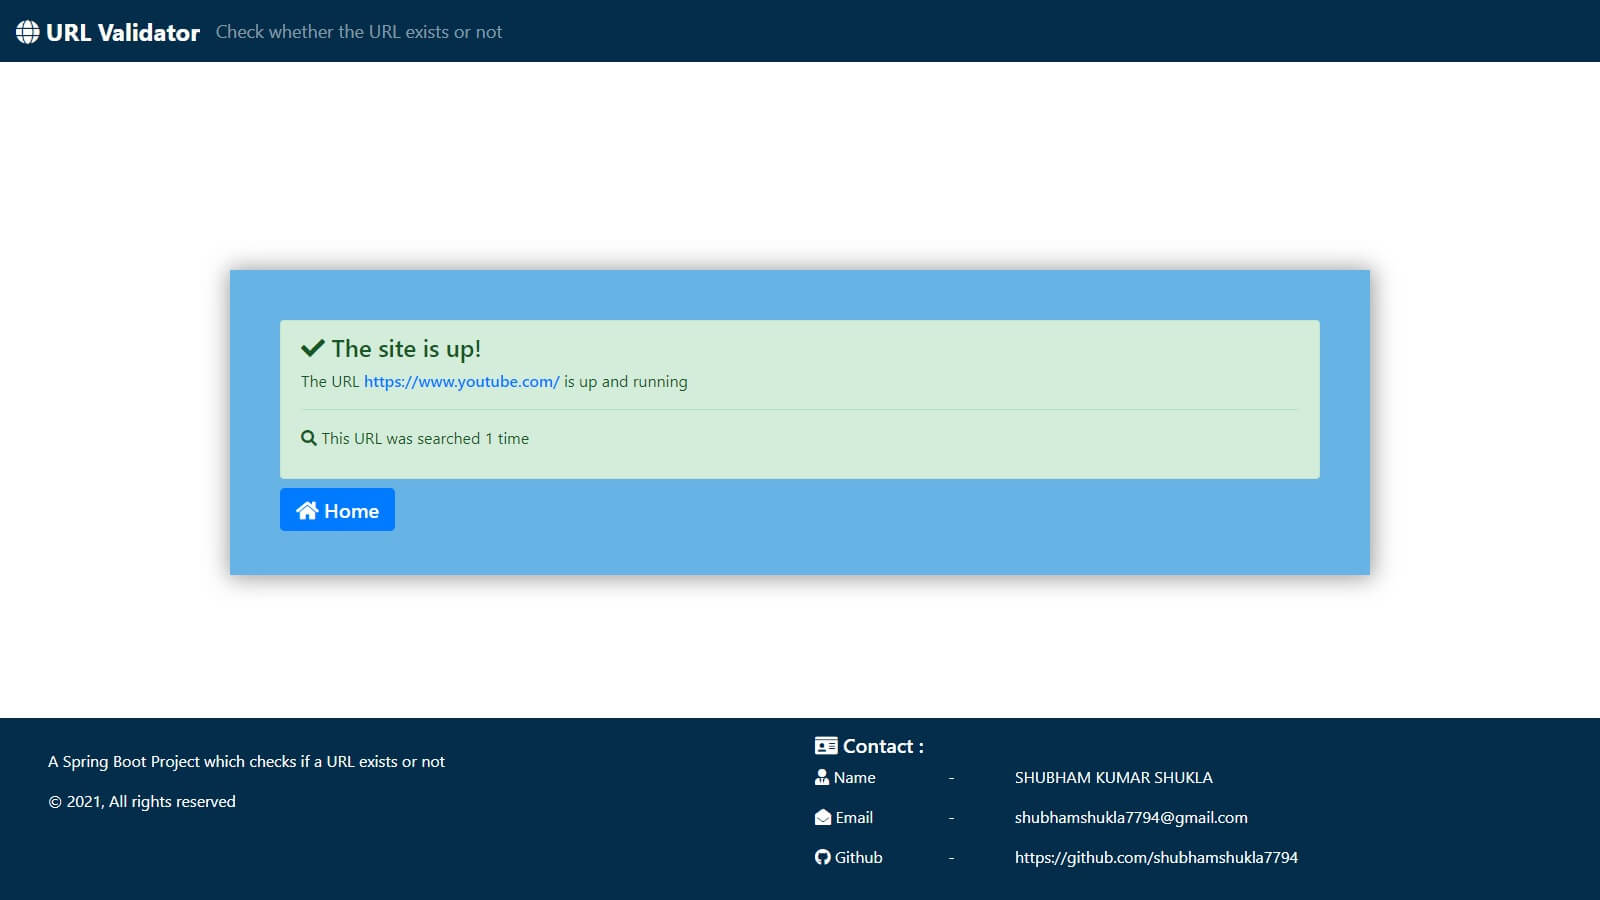 URL Validator Check whether the URL exists or not
The site is up!
The URL https://www.youtube.com/ is up and running
This URL was searched 1 time
Home
A Spring Boot Project which checks if a URL exists or not
© 2021, All rights reserved
Contact :
Name - SHUBHAM KUMAR SHUKLA
Email - shubhamshukla7794@gmail.com
Github - https://github.com/shubhamshukla7794